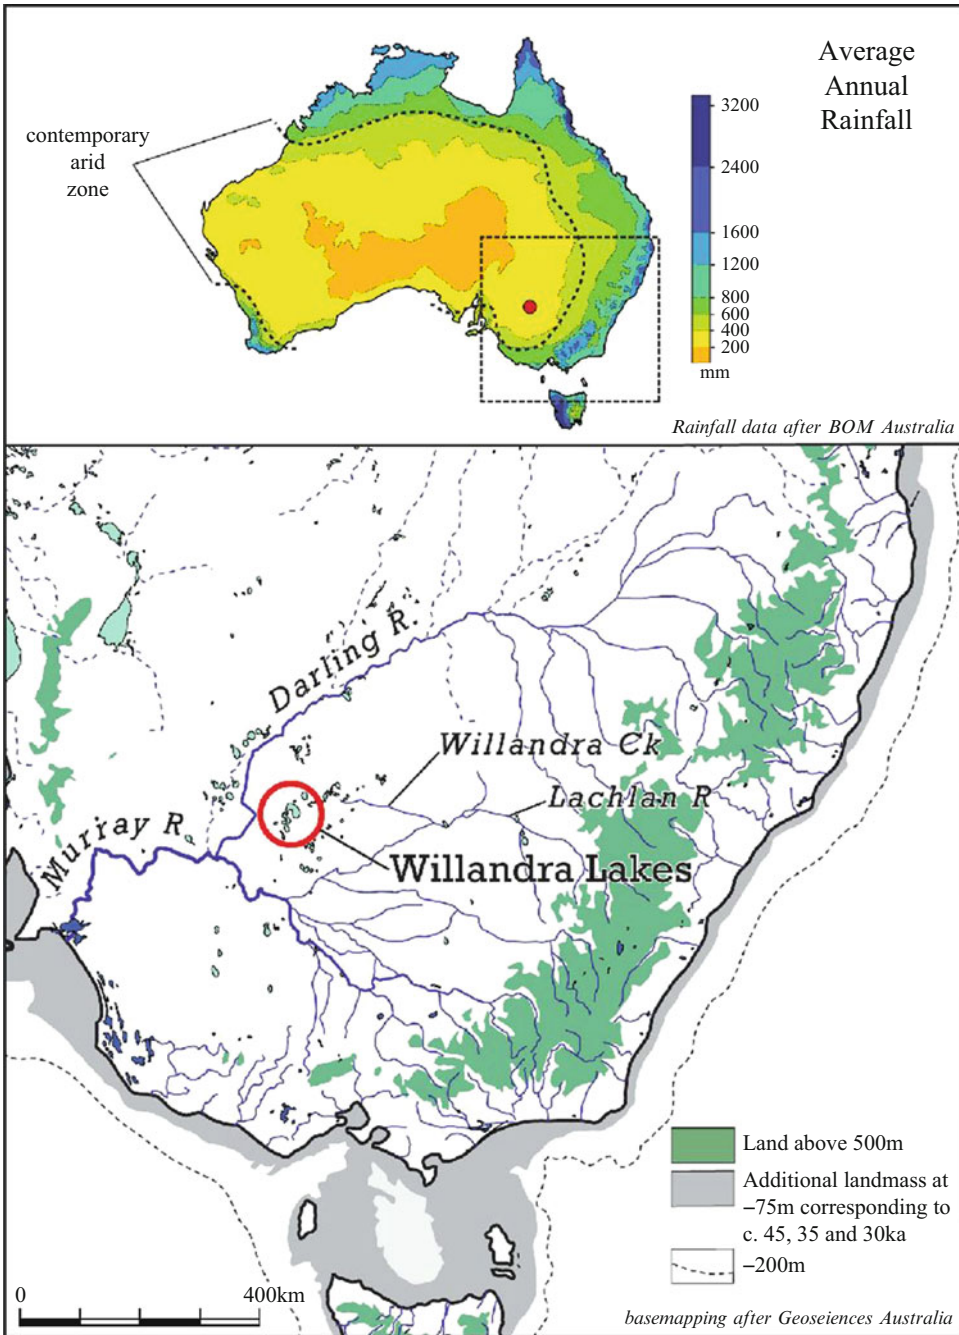 Average
Annual
Rainfall
contemporary
arid
zone
3200
2400
1600
1200
800
600
400
200
mm
Rainfall data after BOM Australia
Darling R.
Willandra Ck
Lachlan R
Murray R
Willandra Lakes
Land above 500m
Additional landmass at
–75m corresponding to
c. 45, 35 and 30ka
–200m
0 400km
basemapping after Geoseiences Australia